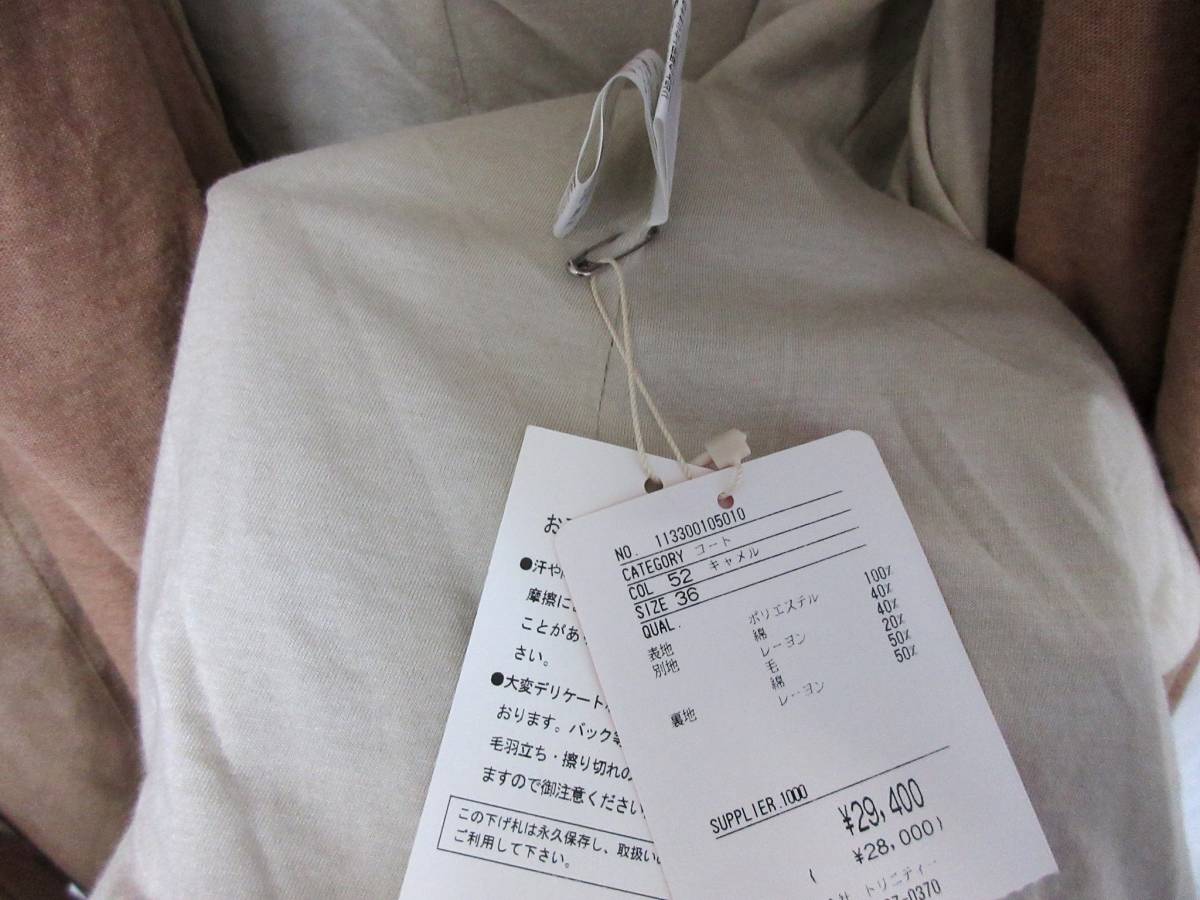 お
●汗や
摩擦に
ことがあ
さい。
●大変デリケート
おります。バック等
毛羽立ち・擦り切れの
ますので御注意ください
この下げ札は永久保存し、取扱い
ご利用して下さい。
NO. 113300105010
CATEGORY コート
COL 52 キャメル
SIZE 36
QUAL.
表地 ポリエステル 100%
別地 綿 40%
レーヨン 40%
毛 20%
裏地 綿 50%
レーヨン 50%
SUPPLIER.1000
¥29,400
( ¥28,000)
トリニティ
7-0370